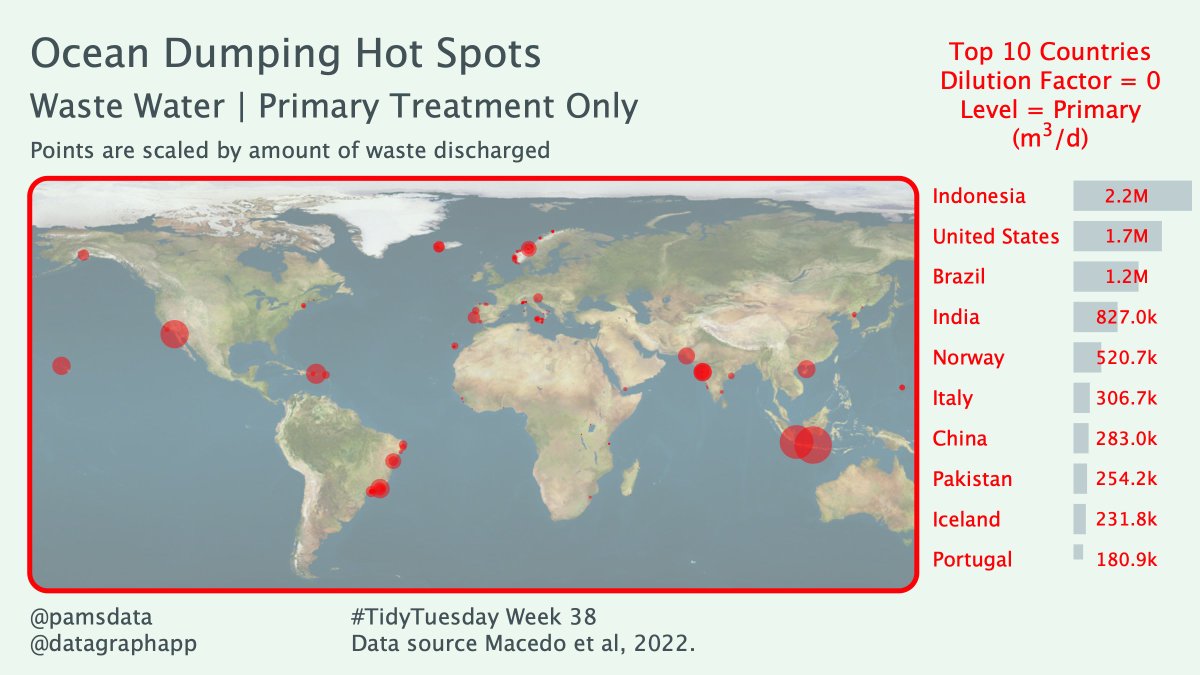 Ocean Dumping Hot Spots
Waste Water | Primary Treatment Only
Points are scaled by amount of waste discharged
Top 10 Countries
Dilution Factor = 0
Level = Primary
(m³/d)
Indonesia 2.2M
United States 1.7M
Brazil 1.2M
India 827.0k
Norway 520.7k
Italy 306.7k
China 283.0k
Pakistan 254.2k
Iceland 231.8k
Portugal 180.9k
@pamsdata #TidyTuesday Week 38
@datagraphapp Data source Macedo et al, 2022.